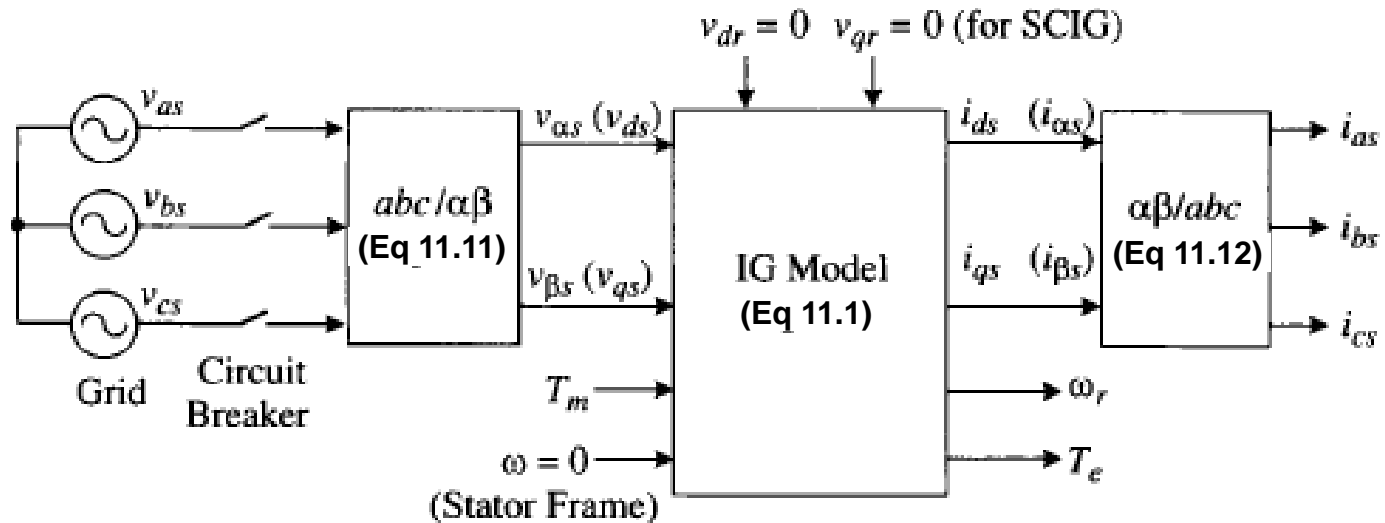 v_dr = 0 v_qr = 0 (for SCIG)
v_as
v_bs
v_cs
Grid
Circuit
Breaker
abc/αβ
(Eq 11.11)
v_αs (v_ds)
v_βs (v_qs)
T_m
ω = 0
(Stator Frame)
IG Model
(Eq 11.1)
i_ds (i_αs)
i_qs (i_βs)
ω_r
T_e
αβ/abc
(Eq 11.12)
i_as
i_bs
i_cs